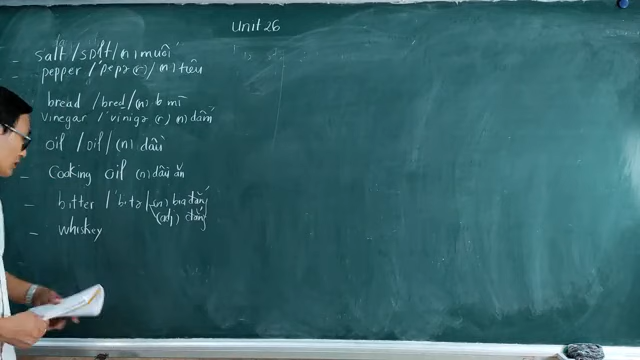 Unit 26
- salt /sɔlt/ (n) muối
- pepper /'pepə(r)/ (n) tiêu
bread /bred/ (n) b mì
vinegar /'vinigə(r) (n) dấm
oil /ɔil/ (n) dầu
- cooking oil (n) dầu ăn
- bitter /'bitə/ (n) bia đắng
(adj) đắng
- whiskey